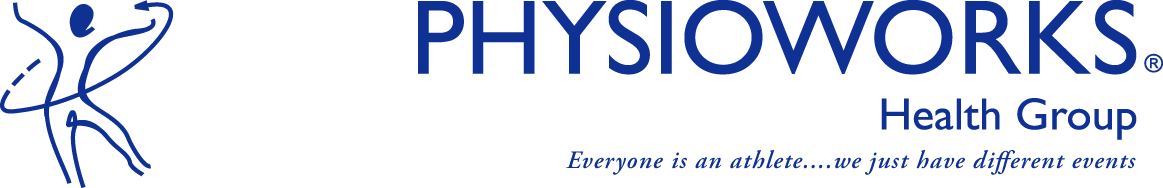 PHYSIOWORKS®
Health Group
Everyone is an athlete....we just have different events